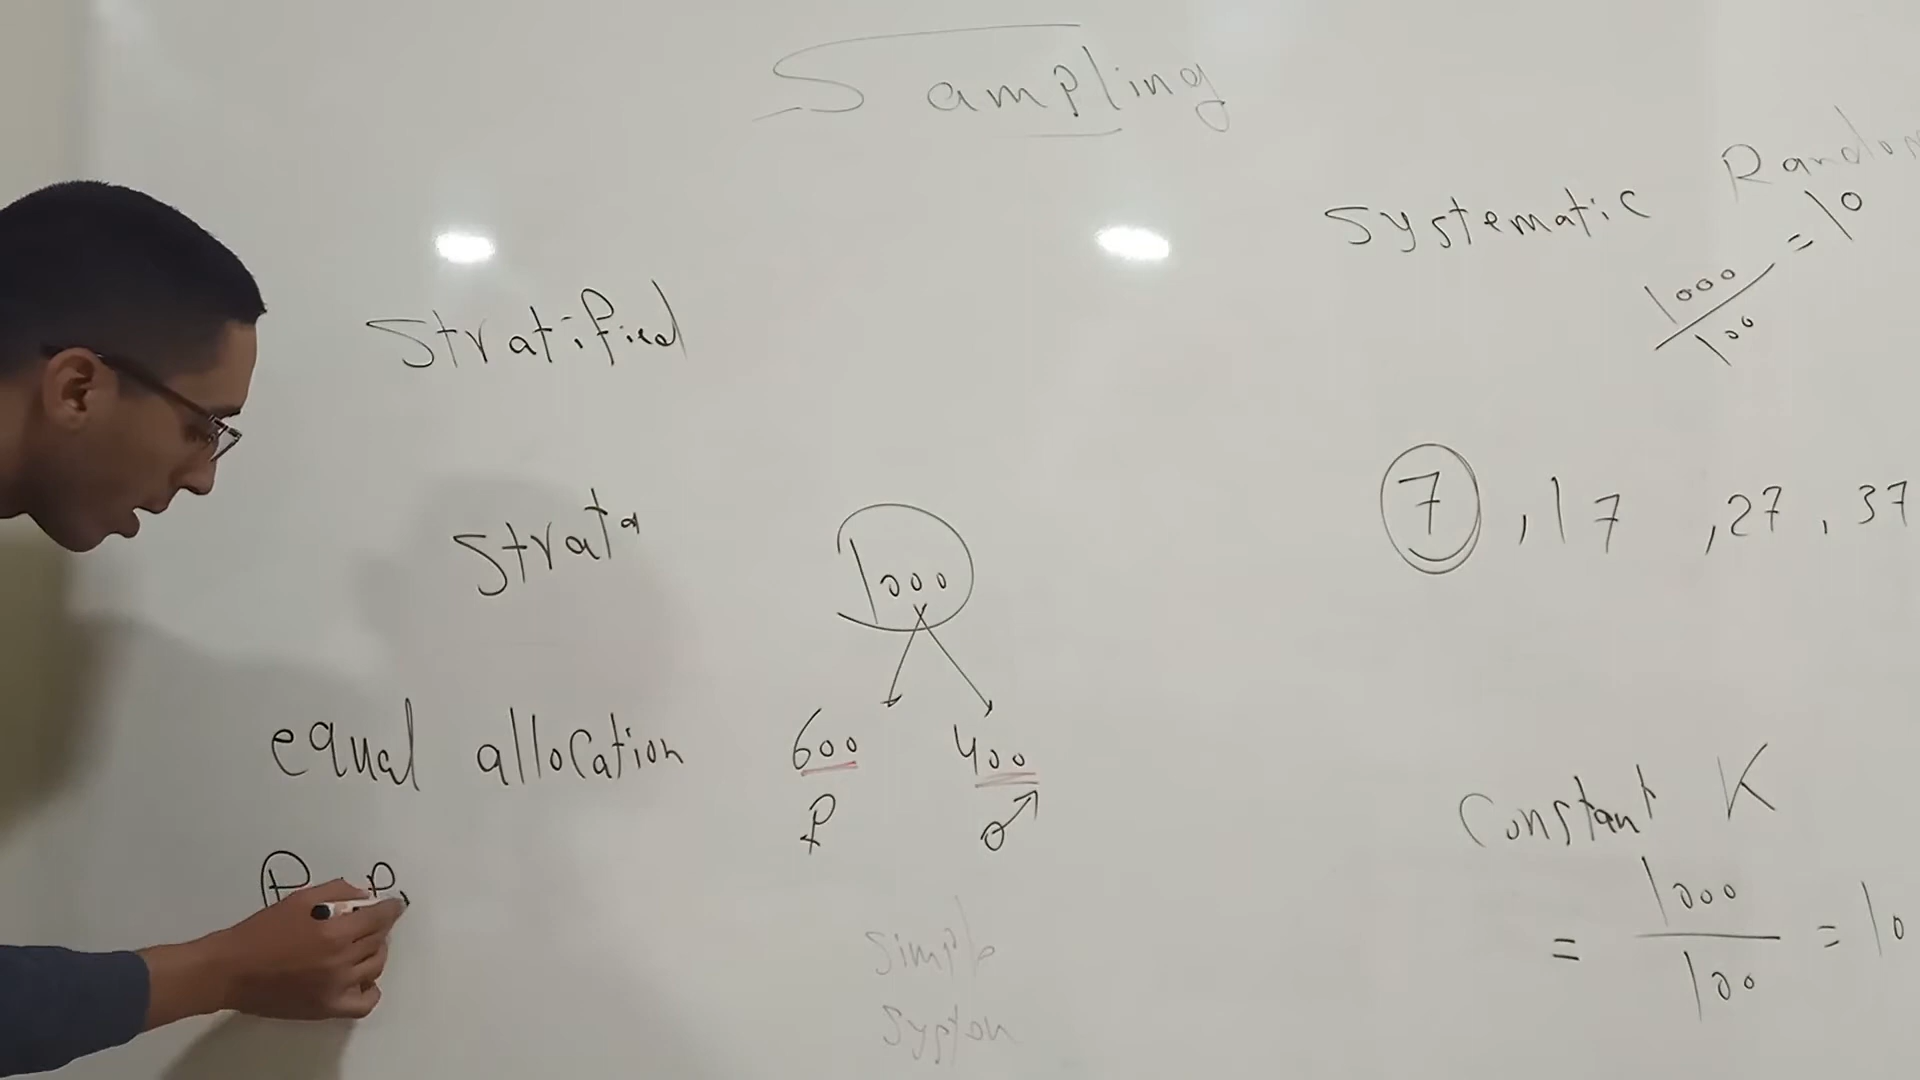 Sampling
Random
Systematic
1000/100 = 10
Stratified
7, 17, 27, 37
Strata
1000
equal allocation 600 400
♀ ♂
Constant K
= 1000/100 = 10
Simple